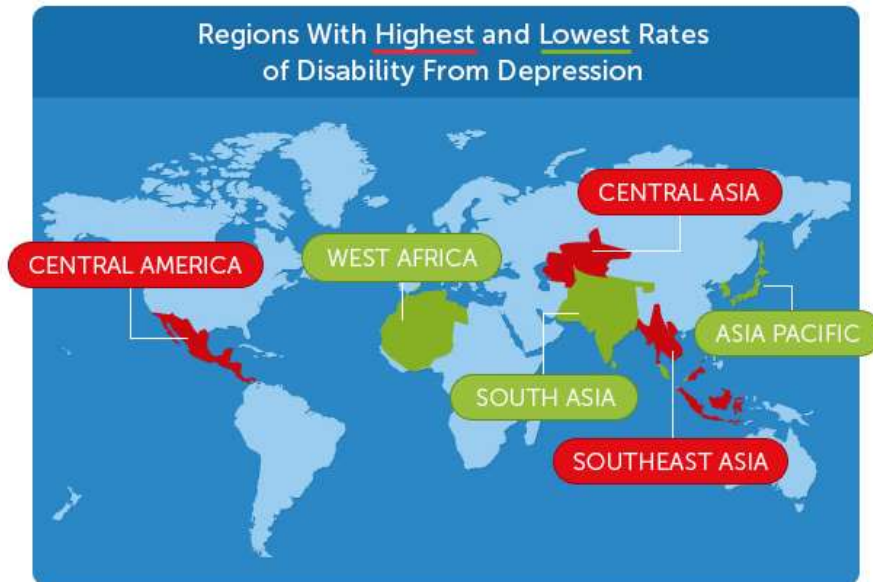 Regions With Highest and Lowest Rates
of Disability From Depression
CENTRAL ASIA
WEST AFRICA
CENTRAL AMERICA
ASIA PACIFIC
SOUTH ASIA
SOUTHEAST ASIA